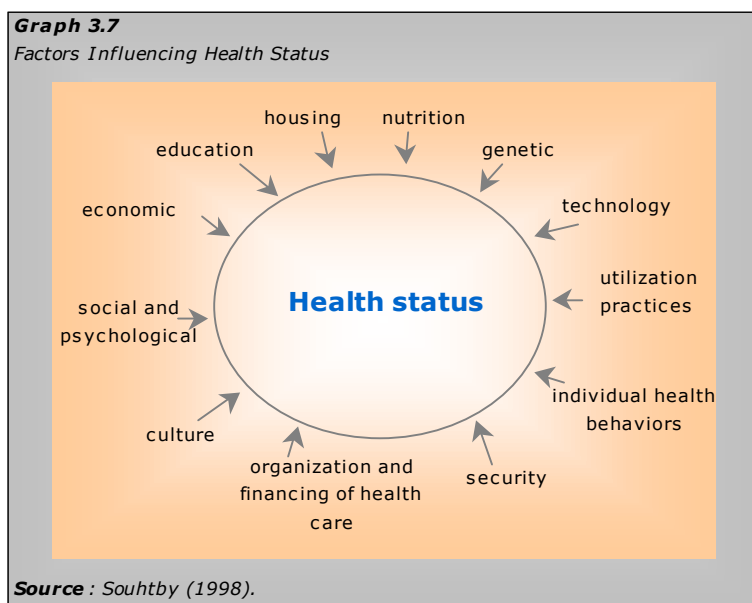 Graph 3.7
Factors Influencing Health Status
housing
nutrition
education
genetic
economic
technology
utilization
practices
Health status
social and
psychological
individual health
behaviors
culture
organization and
financing of health
care
security
Source : Souhtby (1998).